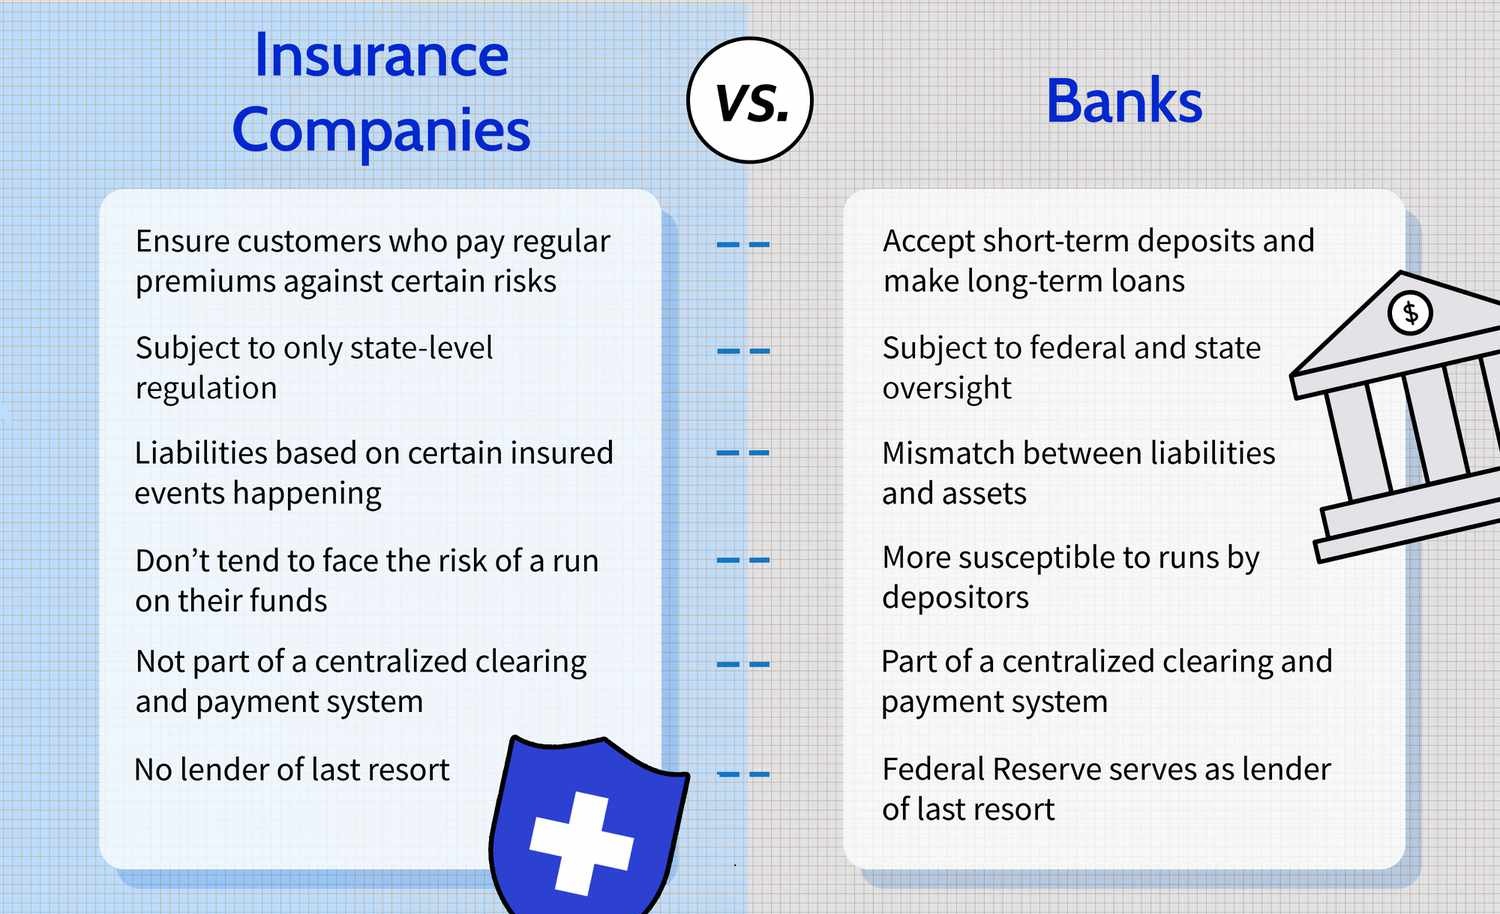 Insurance
Companies
VS.
Banks
Ensure customers who pay regular
premiums against certain risks
Accept short-term deposits and
make long-term loans
Subject to only state-level
regulation
Subject to federal and state
oversight
Liabilities based on certain insured
events happening
Mismatch between liabilities
and assets
Don’t tend to face the risk of a run
on their funds
More susceptible to runs by
depositors
Not part of a centralized clearing
and payment system
Part of a centralized clearing and
payment system
No lender of last resort
Federal Reserve serves as lender
of last resort
$